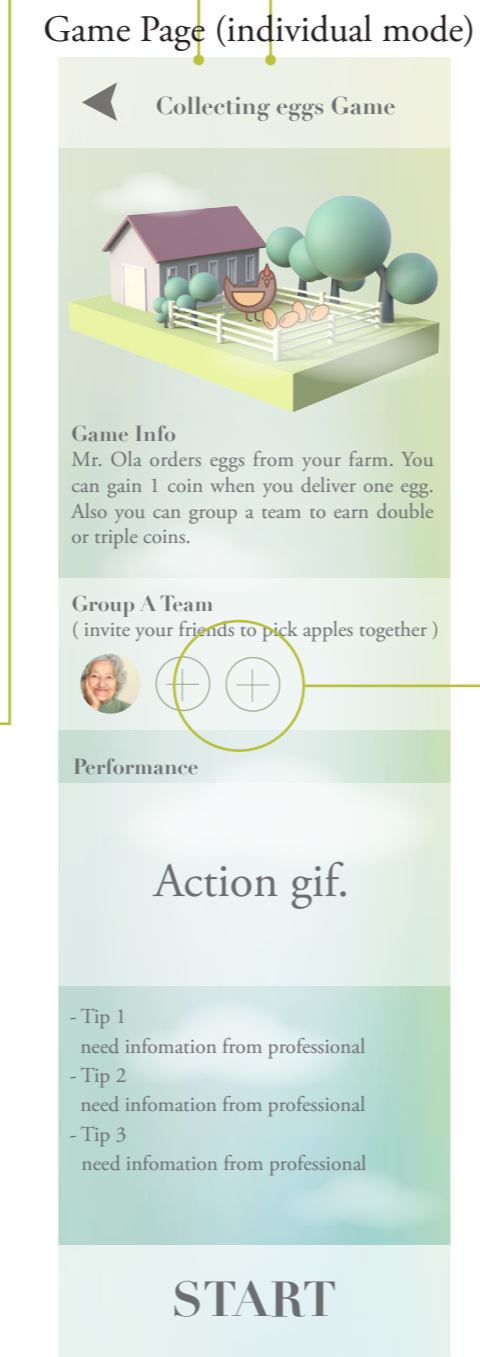 Game Page (individual mode)
Collecting eggs Game
Game Info
Mr. Ola orders eggs from your farm. You
can gain 1 coin when you deliver one egg.
Also you can group a team to earn double
or triple coins.
Group A Team
( invite your friends to pick apples together )
Performance
Action gif.
- Tip 1
need infomation from professional
- Tip 2
need infomation from professional
- Tip 3
need infomation from professional
START